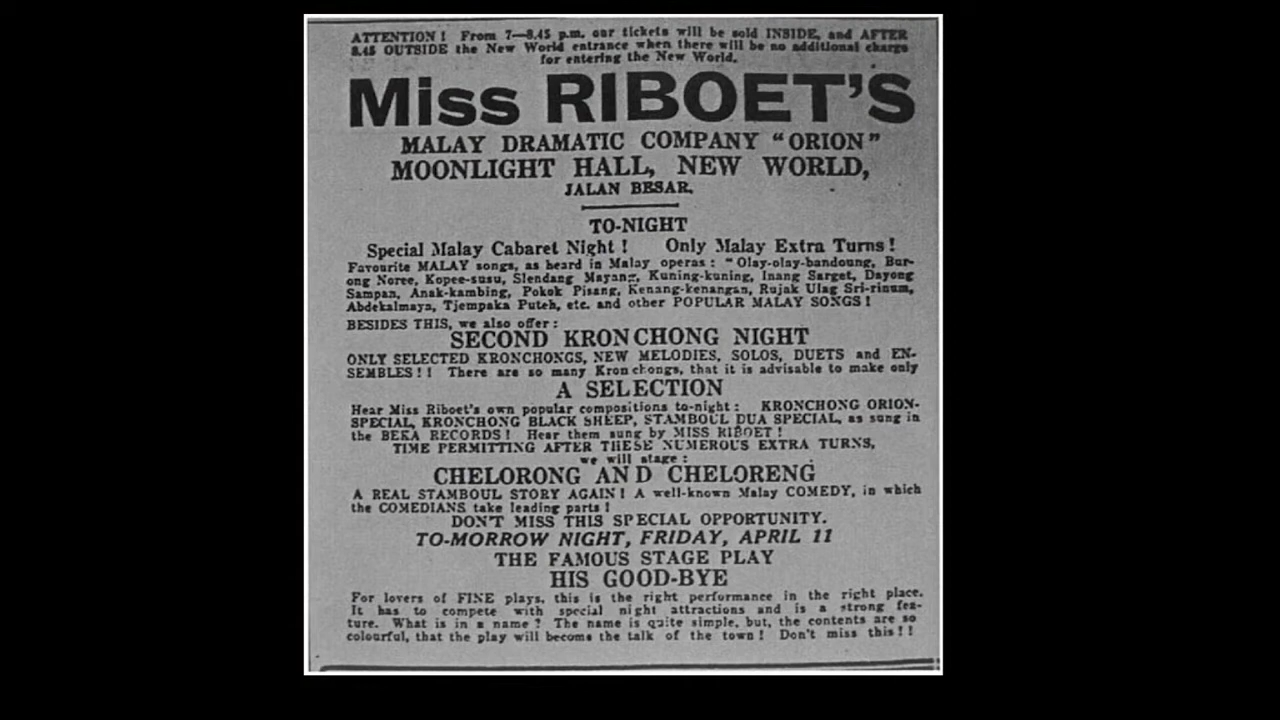 ATTENTION! From 7—8.45 p.m. our tickets will be sold INSIDE, and AFTER
8.45 OUTSIDE the New World entrance when there will be no additional charge
for entering the New World.
Miss RIBOET'S
MALAY DRAMATIC COMPANY "ORION"
MOONLIGHT HALL, NEW WORLD,
JALAN BESAR.
TO-NIGHT
Special Malay Cabaret Night! Only Malay Extra Turns!
Favourite MALAY songs, as heard in Malay operas: "Olay-olay-bandoung, Bur-
ong Noree, Kopee-susu, Slendang Mayang, Kuning-kuning, Inang Sarget, Dayong
Sampan, Anak-kambing, Pokok Pisang, Kenang-kenangan, Rujak Ulag Sri-rinum,
Abdekalmaya, Tjempaka Puteh, etc. and other POPULAR MALAY SONGS!
BESIDES THIS, we also offer:
SECOND KRONCHONG NIGHT
ONLY SELECTED KRONCHONGS, NEW MELODIES, SOLOS, DUETS and EN-
SEMBLES!! There are so many Kronchongs, that it is advisable to make only
A SELECTION
Hear Miss Riboet's own popular compositions to-night: KRONCHONG ORION-
SPECIAL, KRONCHONG BLACK SHEEP, STAMBOUL DUA SPECIAL, as sung in
the BEKA RECORDS! Hear them sung by MISS RIBOET!
TIME PERMITTING AFTER THESE NUMEROUS EXTRA TURNS,
we will stage:
CHELORONG AND CHELORENG
A REAL STAMBOUL STORY AGAIN! A well-known Malay COMEDY, in which
the COMEDIANS take leading parts!
DON'T MISS THIS SPECIAL OPPORTUNITY.
TO-MORROW NIGHT, FRIDAY, APRIL 11
THE FAMOUS STAGE PLAY
HIS GOOD-BYE
For lovers of FINE plays, this is the right performance in the right place.
It has to compete with special night attractions and is a strong fea-
ture. What is in a name? The name is quite simple, but, the contents are so
colourful, that the play will become the talk of the town! Don't miss this!!